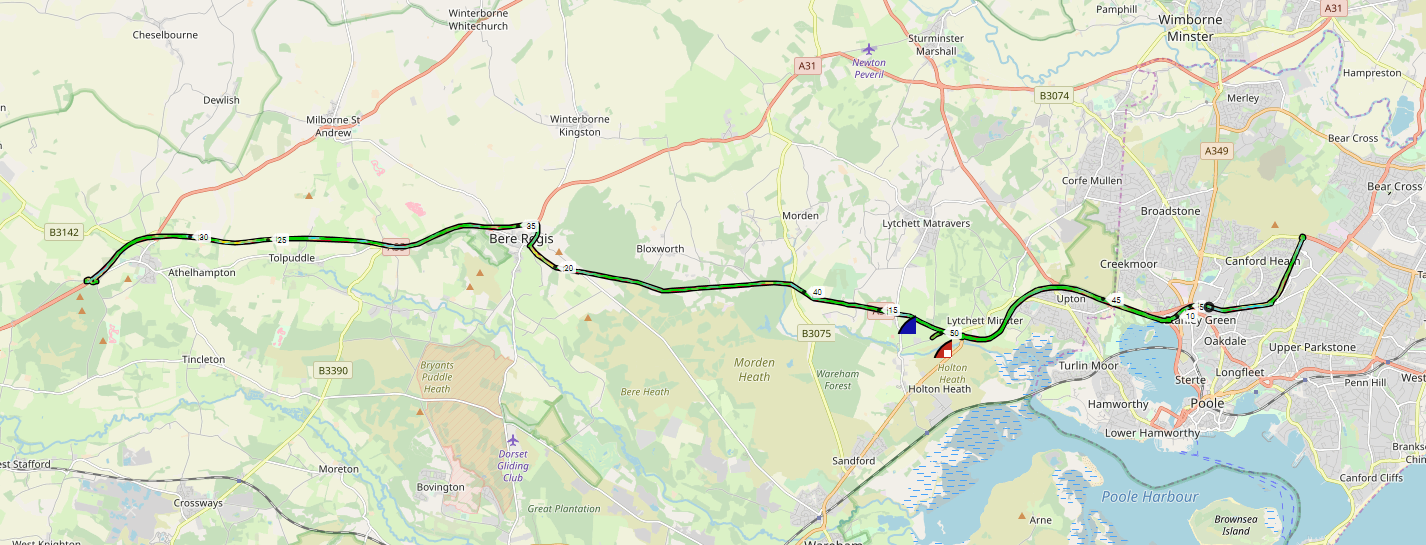 Winterborne
Whitechurch
Pamphill
A31
Wimborne
Minster
Cheselbourne
Sturminster
Marshall
A31
Newton
Peveril
Hampreston
B3074
Merley
Dewlish
Milborne St
Andrew
Winterborne
Kingston
Bear Cross
A349
Corfe Mullen
Bear Cross
Broadstone
Morden
Lytchett Matravers
B3142
35
Bere Regis
30
25
Tolpuddle
Bloxworth
Athelhampton
20
Creekmoor
Canford Heath
40
Upton
45
15
10
Oakdale
B3075
Lytchett Minster
50
Upper Parkstone
Tincleton
B3390
Bryants
Puddle
Heath
Morden
Heath
Wareham
Forest
Holton
Heath
Turlin Moor
Longfleet
Sterte
Penn Hill
Bere Heath
Holton Heath
Hamworthy
Poole
Lower Hamworthy
Dorset
Gliding
Club
Sandford
Moreton
Canford Cliffs
Bovington
Crossways
Great Plantation
Poole Harbour
Arne
Brownsea
Island
West Knighton
Wareham